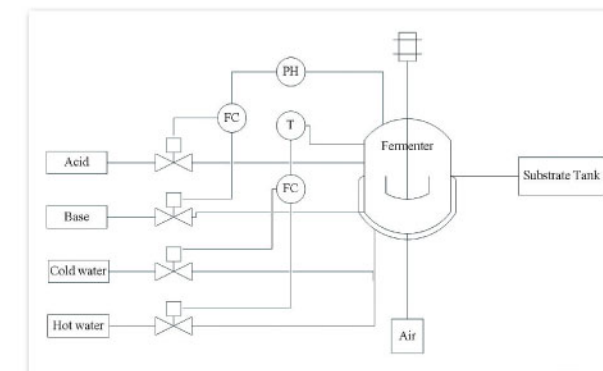 PH
FC
T
Fermenter
Acid
Substrate Tank
FC
Base
Cold water
Hot water
Air